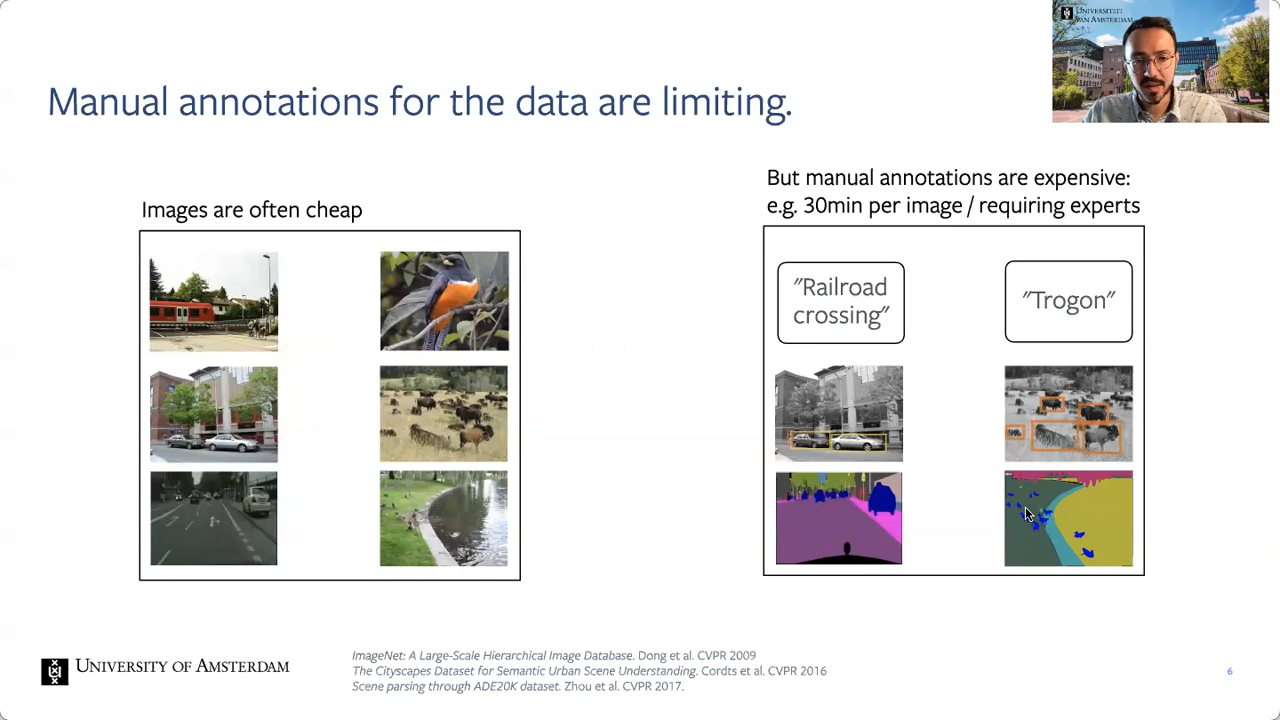 UNIVERSITEIT
VAN AMSTERDAM
Manual annotations for the data are limiting.
Images are often cheap
But manual annotations are expensive:
e.g. 30min per image / requiring experts
"Railroad
crossing"
"Trogon"
UNIVERSITY OF AMSTERDAM
ImageNet: A Large-Scale Hierarchical Image Database. Dong et al. CVPR 2009
The Cityscapes Dataset for Semantic Urban Scene Understanding. Cordts et al. CVPR 2016
Scene parsing through ADE20K dataset. Zhou et al. CVPR 2017.
6